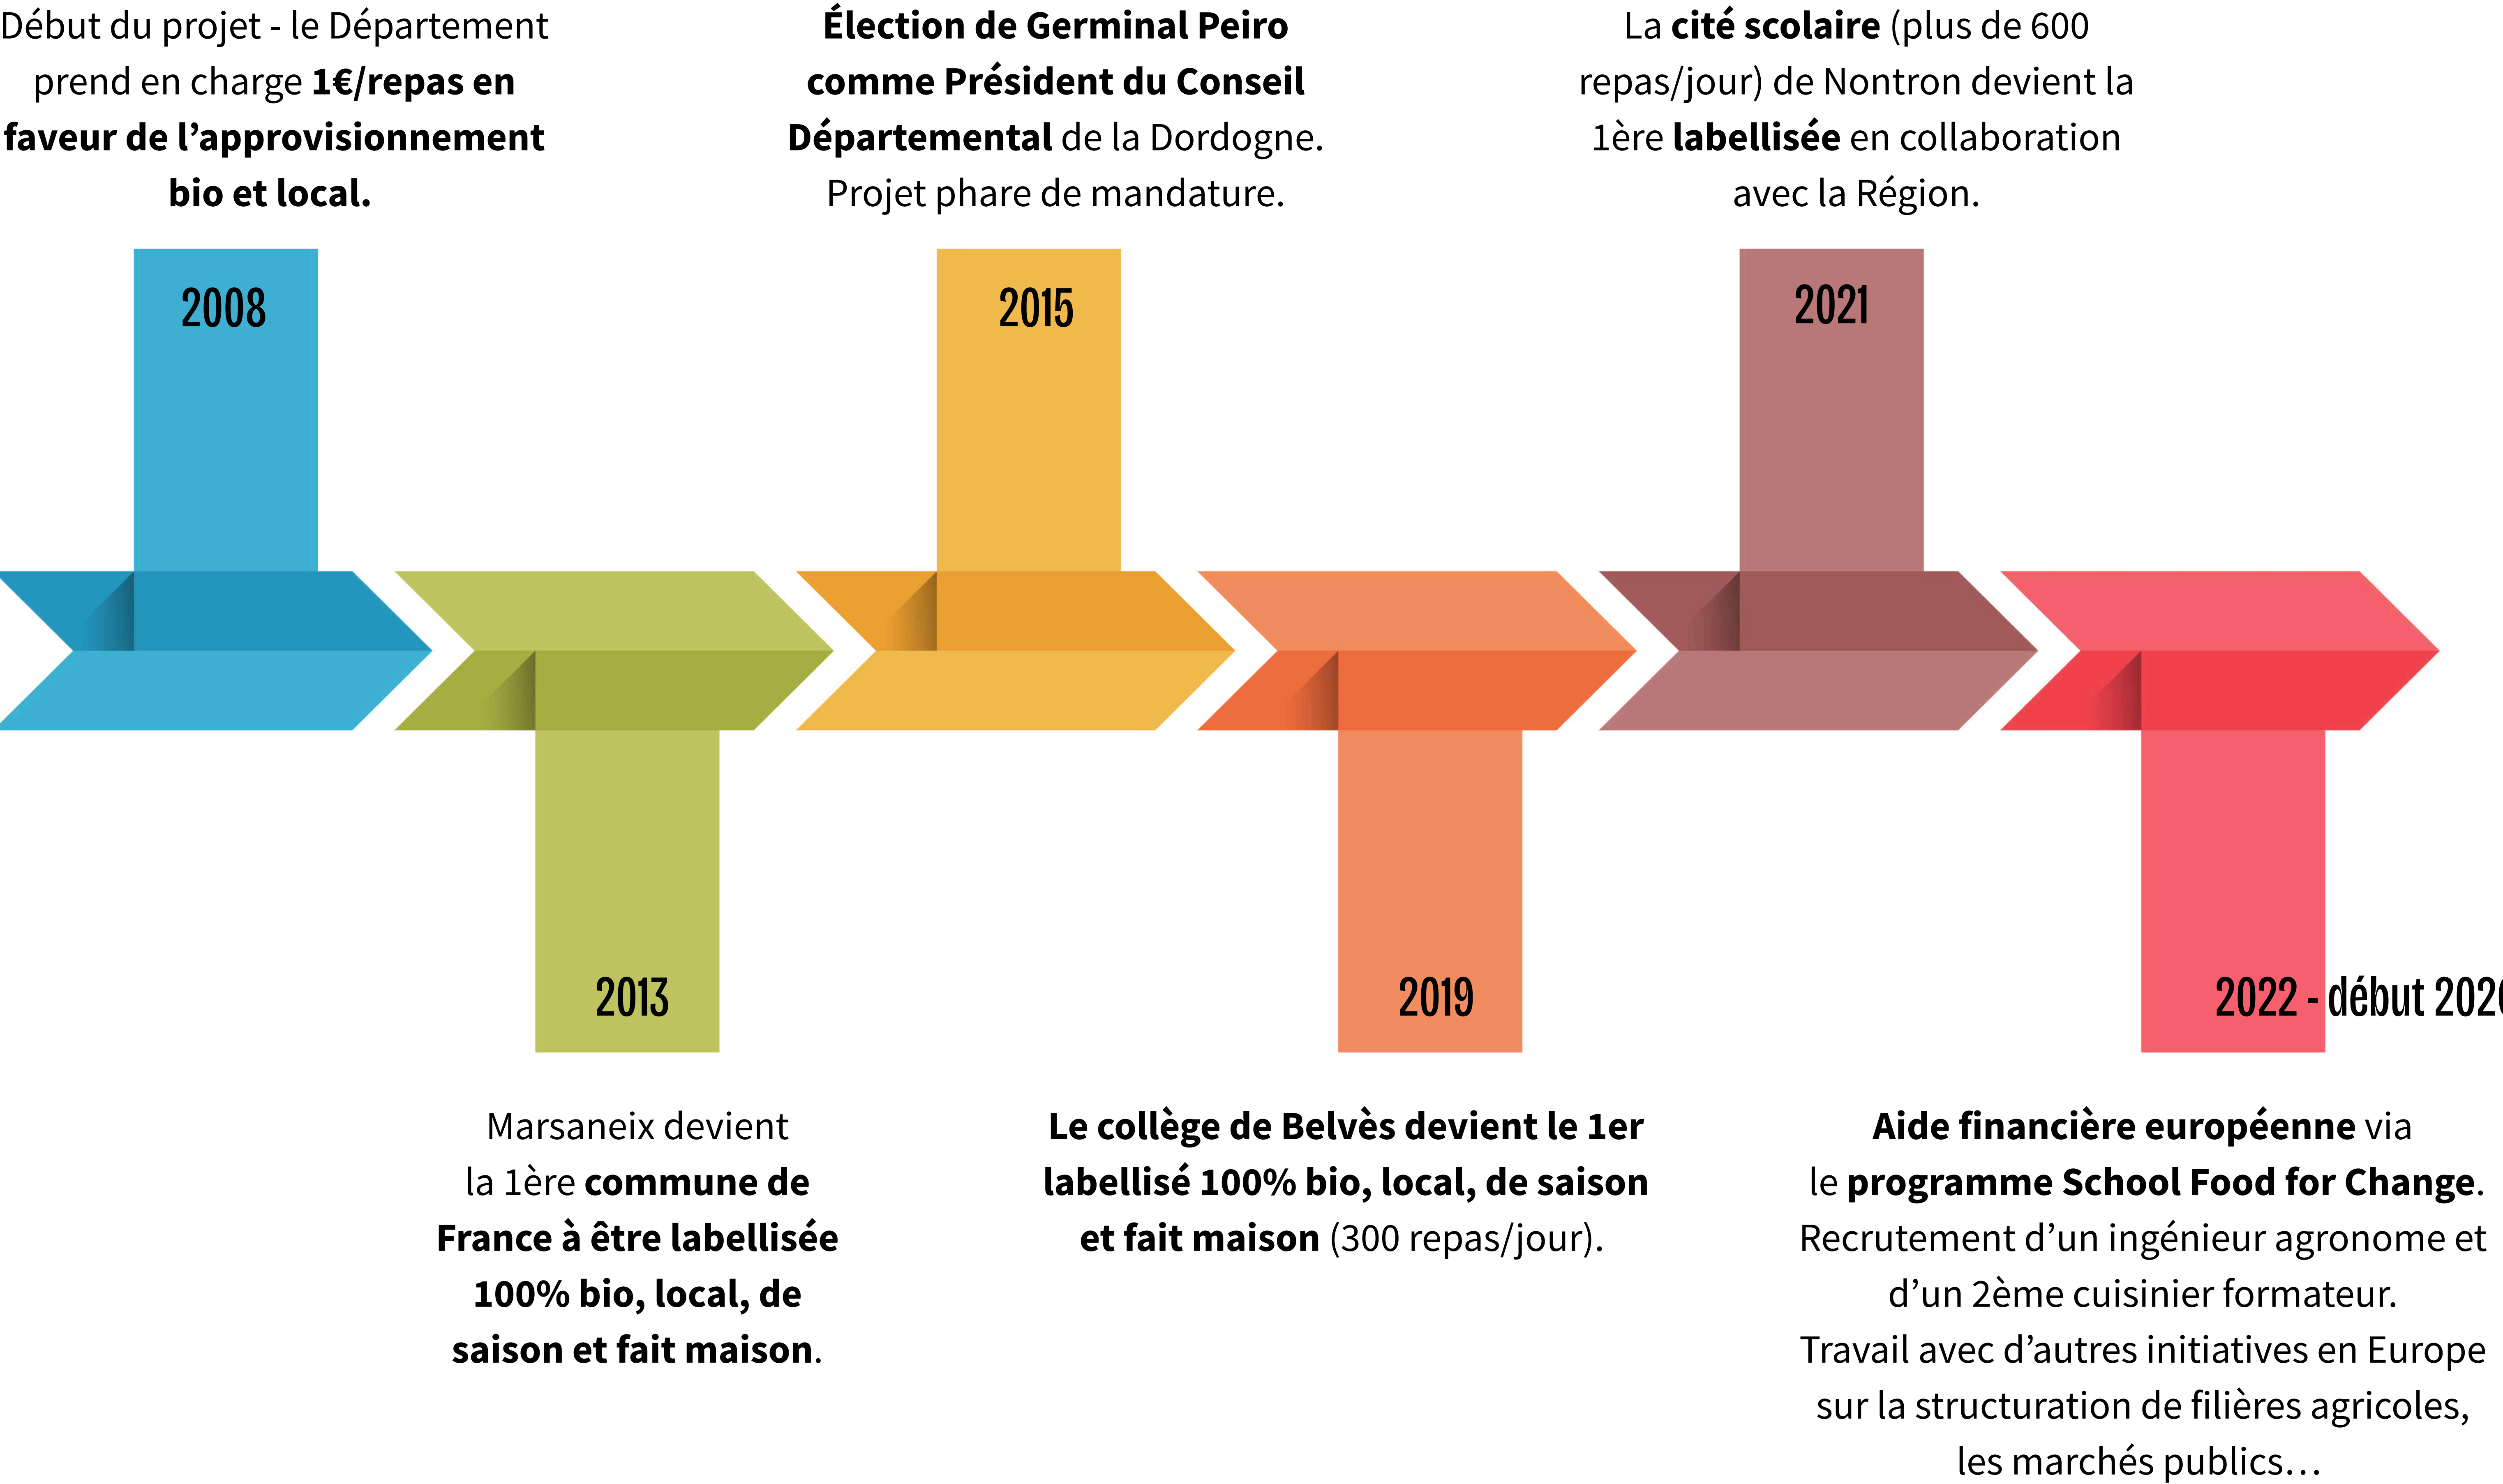 Début du projet - le Département
prend en charge 1€/repas en
faveur de l’approvisionnement
bio et local.
2008
Marsaneix devient
la 1ère commune de
France à être labellisée
100% bio, local, de
saison et fait maison.
2013
Élection de Germinal Peiro
comme Président du Conseil
Départemental de la Dordogne.
Projet phare de mandature.
2015
Le collège de Belvès devient le 1er
labellisé 100% bio, local, de saison
et fait maison (300 repas/jour).
2019
La cité scolaire (plus de 600
repas/jour) de Nontron devient la
1ère labellisée en collaboration
avec la Région.
2021
2022 - début
Aide financière européenne via
le programme School Food for Change.
Recrutement d’un ingénieur agronome et
d’un 2ème cuisinier formateur.
Travail avec d’autres initiatives en Europe
sur la structuration de filières agricoles,
les marchés publics…